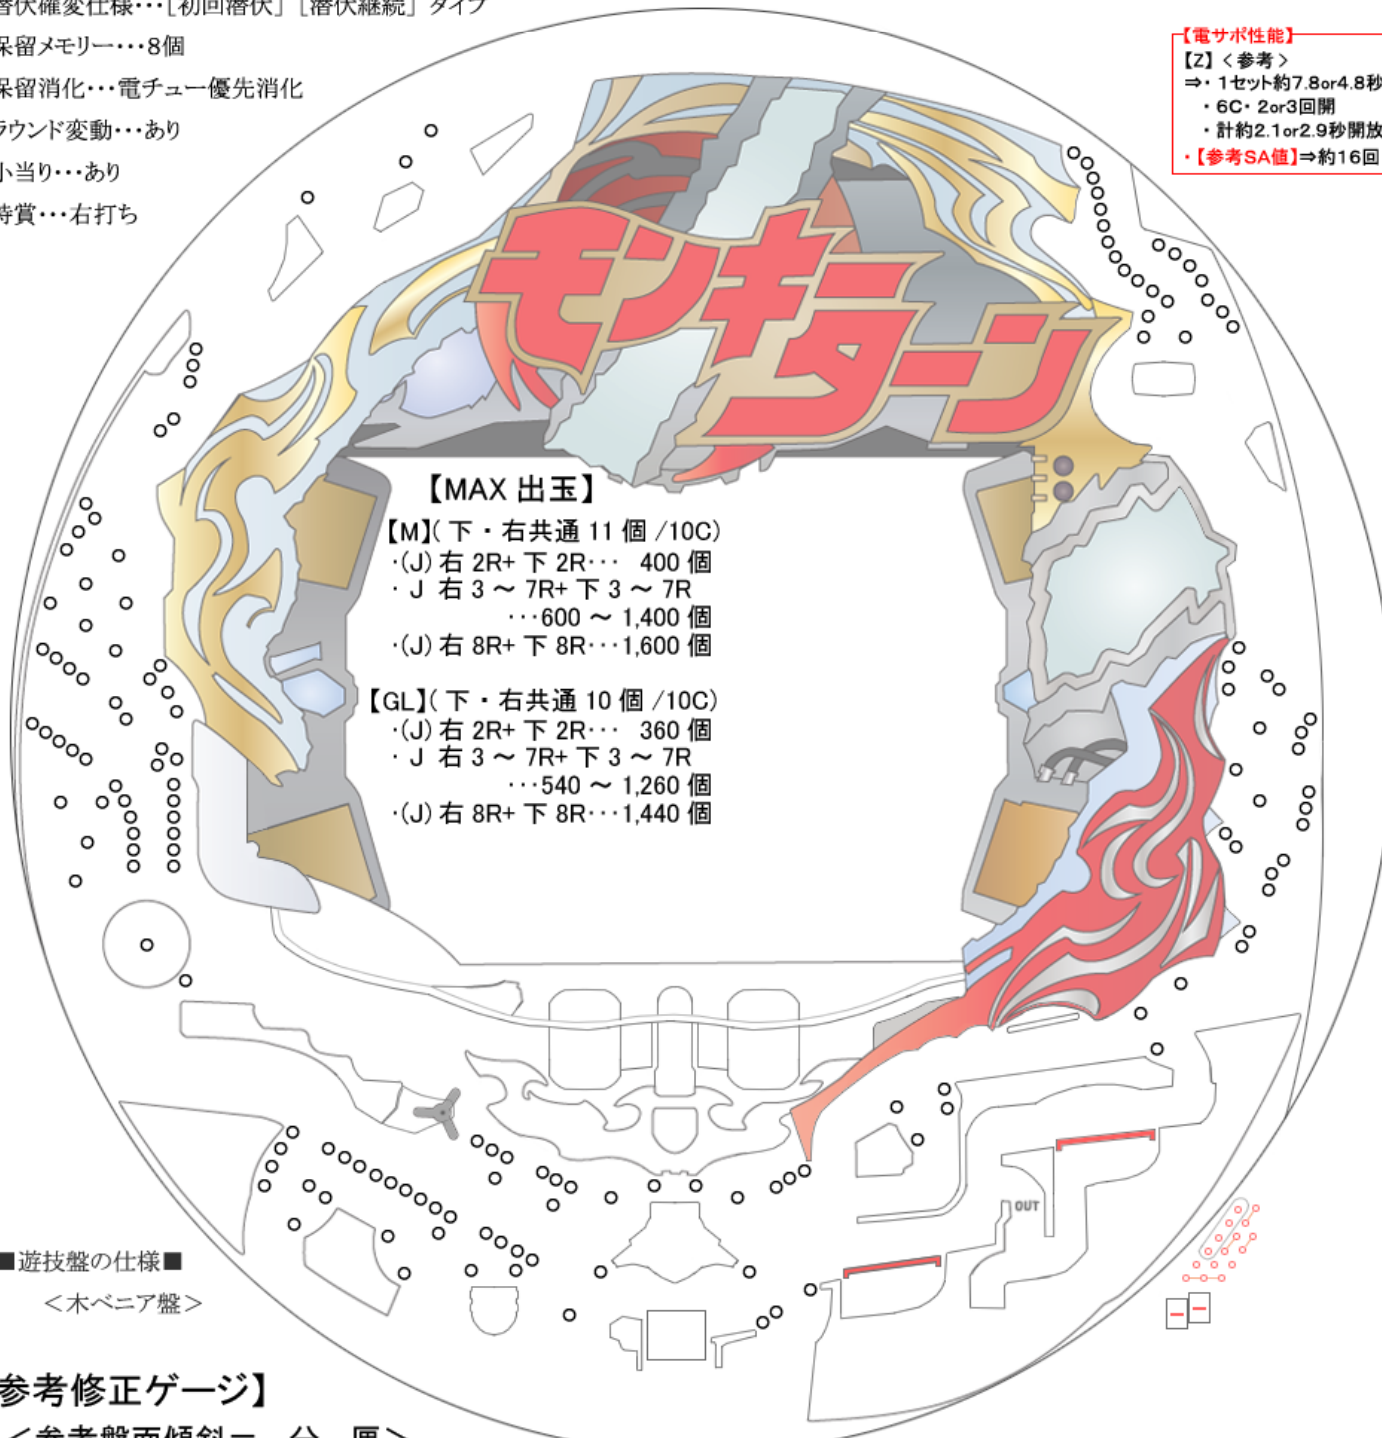 潜伏確変仕様･･･［初回潜伏］［潜伏継続］タイプ
保留メモリー･･･8個
保留消化･･･電チュー優先消化
ラウンド変動･･･あり
小当り･･･あり
特賞･･･右打ち
【電サポ性能】
【Z】＜参考＞
⇒・1セット約7.8or4.8秒
・6C・2or3回開
・計約2.1or2.9秒開放
・【参考SA値】⇒約16回
モンキー
ターン
【MAX 出玉】
【M】( 下・右共通 11 個 /10C)
・(J) 右 2R+ 下 2R･･･ 400 個
・J 右 3 ～ 7R+ 下 3 ～ 7R
･･･600 ～ 1,400 個
・(J) 右 8R+ 下 8R･･･1,600 個
【GL】( 下・右共通 10 個 /10C)
・(J) 右 2R+ 下 2R･･･ 360 個
・J 右 3 ～ 7R+ 下 3 ～ 7R
･･･540 ～ 1,260 個
・(J) 右 8R+ 下 8R･･･1,440 個
OUT
■遊技盤の仕様■
＜木ベニア盤＞
参考修正ゲージ】
＜参考盤面傾斜＝ 分 厘＞